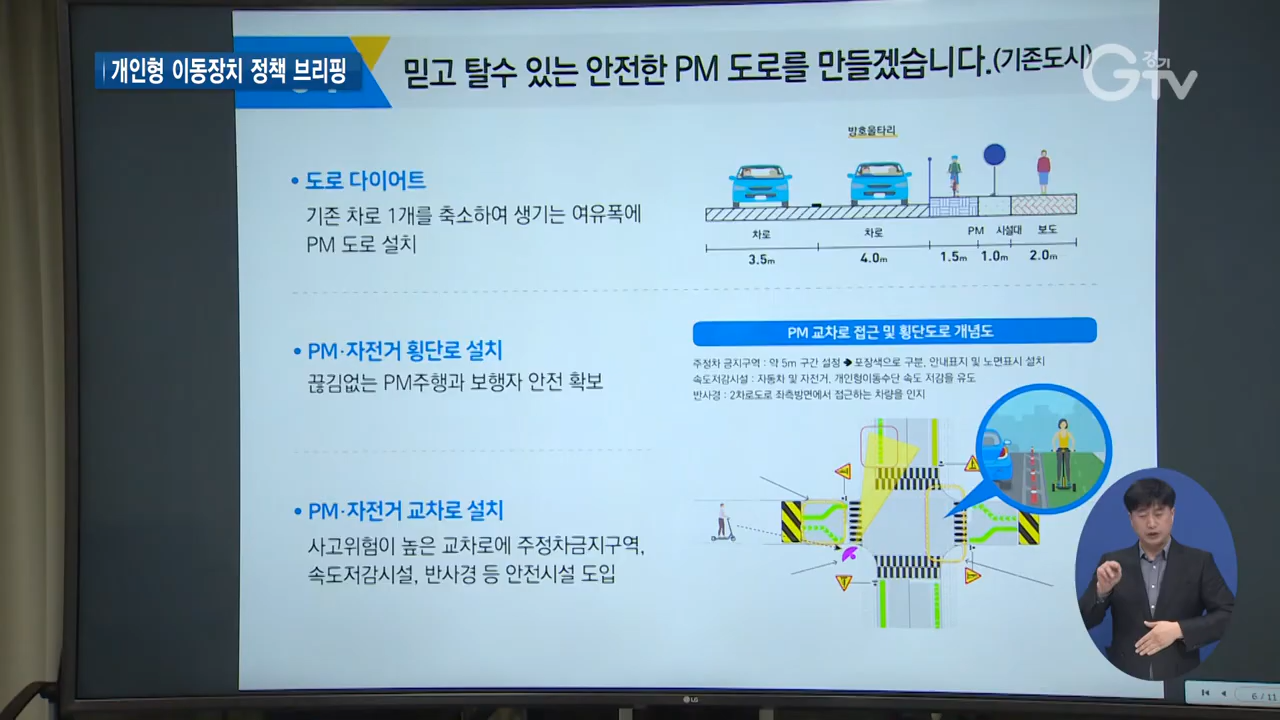 개인형 이동장치 정책 브리핑
믿고 탈수 있는 안전한 PM 도로를 만들겠습니다.(기존도시)
경기
GTV
• 도로 다이어트
기존 차로 1개를 축소하여 생기는 여유폭에
PM 도로 설치
방호울타리
차로 차로 PM 시설대 보도
3.5m 4.0m 1.5m 1.0m 2.0m
• PM·자전거 횡단로 설치
끊김없는 PM주행과 보행자 안전 확보
PM 교차로 접근 및 횡단도로 개념도
주정차 금지구역 : 약 5m 구간 설정 → 포장색으로 구분, 안내표지 및 노면표시 설치
속도저감시설 : 자동차 및 자전거, 개인형이동수단 속도 저감을 유도
반사경 : 2차로도로 좌측방면에서 접근하는 차량을 인지
• PM·자전거 교차로 설치
사고위험이 높은 교차로에 주정차금지구역,
속도저감시설, 반사경 등 안전시설 도입
LG
6 / 11